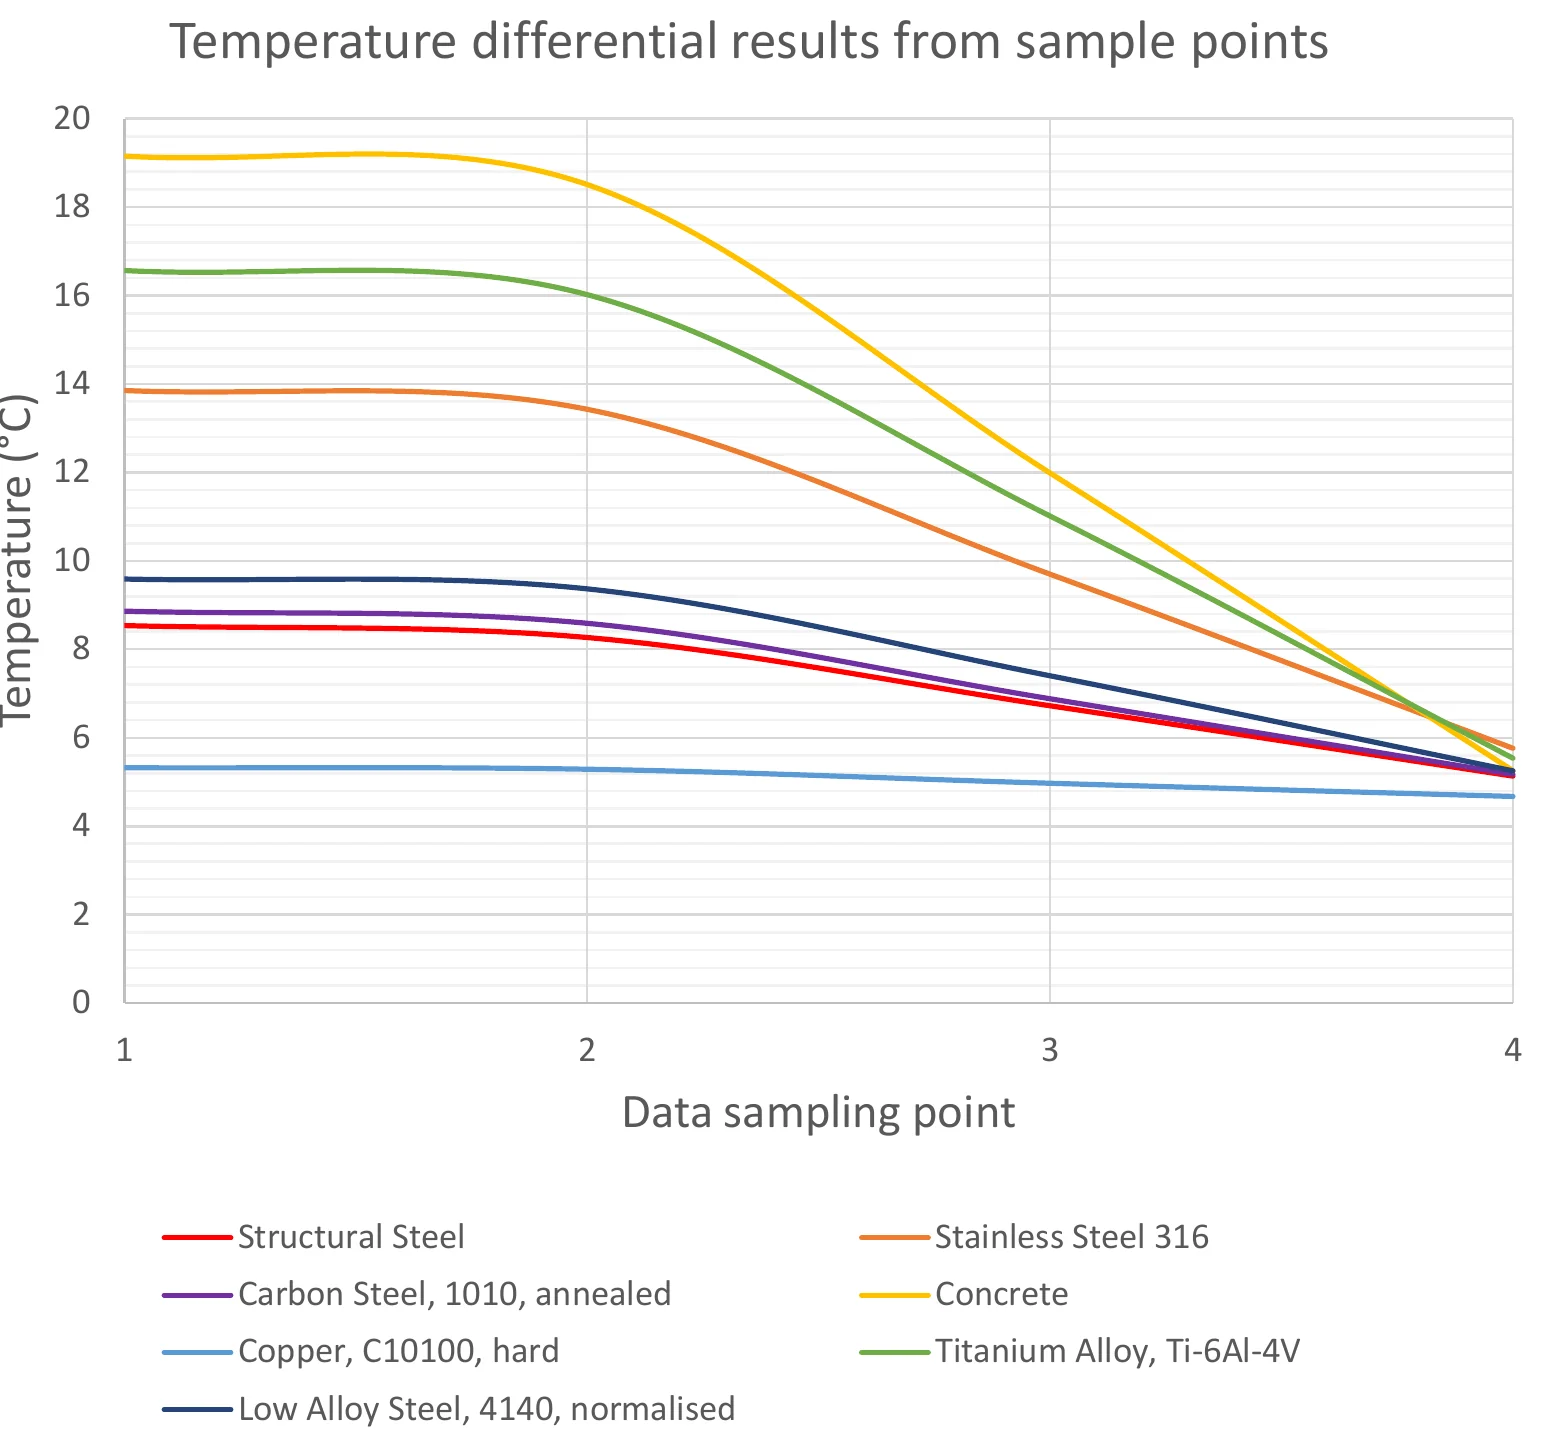 Temperature differential results from sample points
20
18
16
14
12
10
8
6
4
2
0
Temperature (°C)
1 2 3 4
Data sampling point
Structural Steel Stainless Steel 316
Carbon Steel, 1010, annealed Concrete
Copper, C10100, hard Titanium Alloy, Ti-6Al-4V
Low Alloy Steel, 4140, normalised